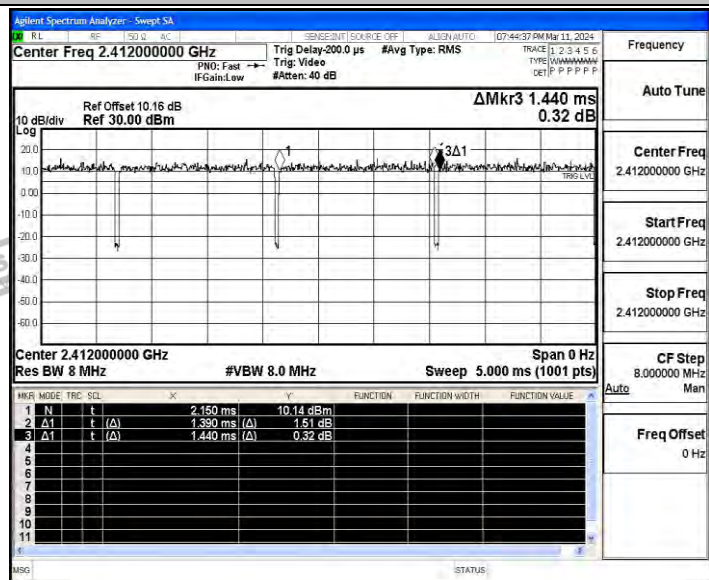 Agilent Spectrum Analyzer - Swept SA
RL RF 50 Ω AC SENSE:INT SOURCE OFF ALIGN AUTO 07:44:37 PM Mar 11, 2024
Center Freq 2.412000000 GHz
PNO: Fast
IFGain:Low
Trig Delay-200.0 µs #Avg Type: RMS
Trig: Video
#Atten: 40 dB
TRACE 1 2 3 4 5 6
TYPE WWWWWW
DET P P P P P P
Frequency
Auto Tune
Center Freq
2.412000000 GHz
Start Freq
2.412000000 GHz
Stop Freq
2.412000000 GHz
CF Step
8.000000 MHz
Auto Man
Freq Offset
0 Hz
ΔMkr3 1.440 ms
0.32 dB
Ref Offset 10.16 dB
10 dB/div Ref 30.00 dBm
Log
20.0
10.0
0.00
-10.0
-20.0
-30.0
-40.0
-50.0
-60.0
1
3Δ1
TRIG LVL
Center 2.412000000 GHz Span 0 Hz
Res BW 8 MHz #VBW 8.0 MHz Sweep 5.000 ms (1001 pts)
MKR MODE TRC SCL X Y FUNCTION FUNCTION WIDTH FUNCTION VALUE
1 N t 2.150 ms 10.14 dBm
2 Δ1 t (Δ) 1.390 ms (Δ) 1.51 dB
3 Δ1 t (Δ) 1.440 ms (Δ) 0.32 dB
4
5
6
7
8
9
10
11
MSG STATUS